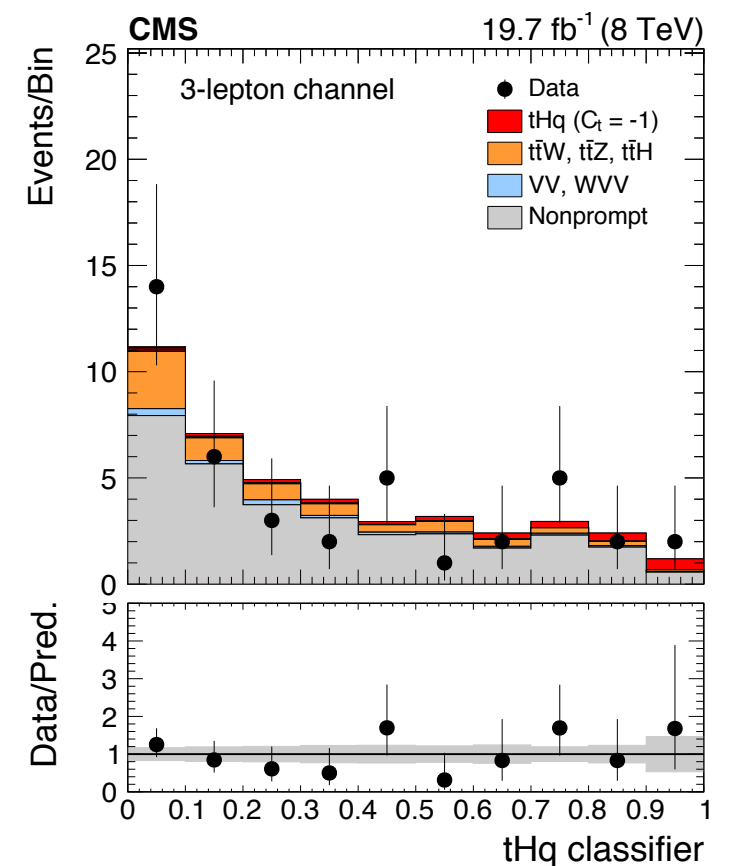 CMS 19.7 fb⁻¹ (8 TeV)
3-lepton channel
Data
tHq (Cₜ = -1)
tt̄W, tt̄Z, tt̄H
VV, WVV
Nonprompt
Events/Bin
25
20
15
10
5
0
Data/Pred.
5
4
3
2
1
0
0 0.1 0.2 0.3 0.4 0.5 0.6 0.7 0.8 0.9 1
tHq classifier